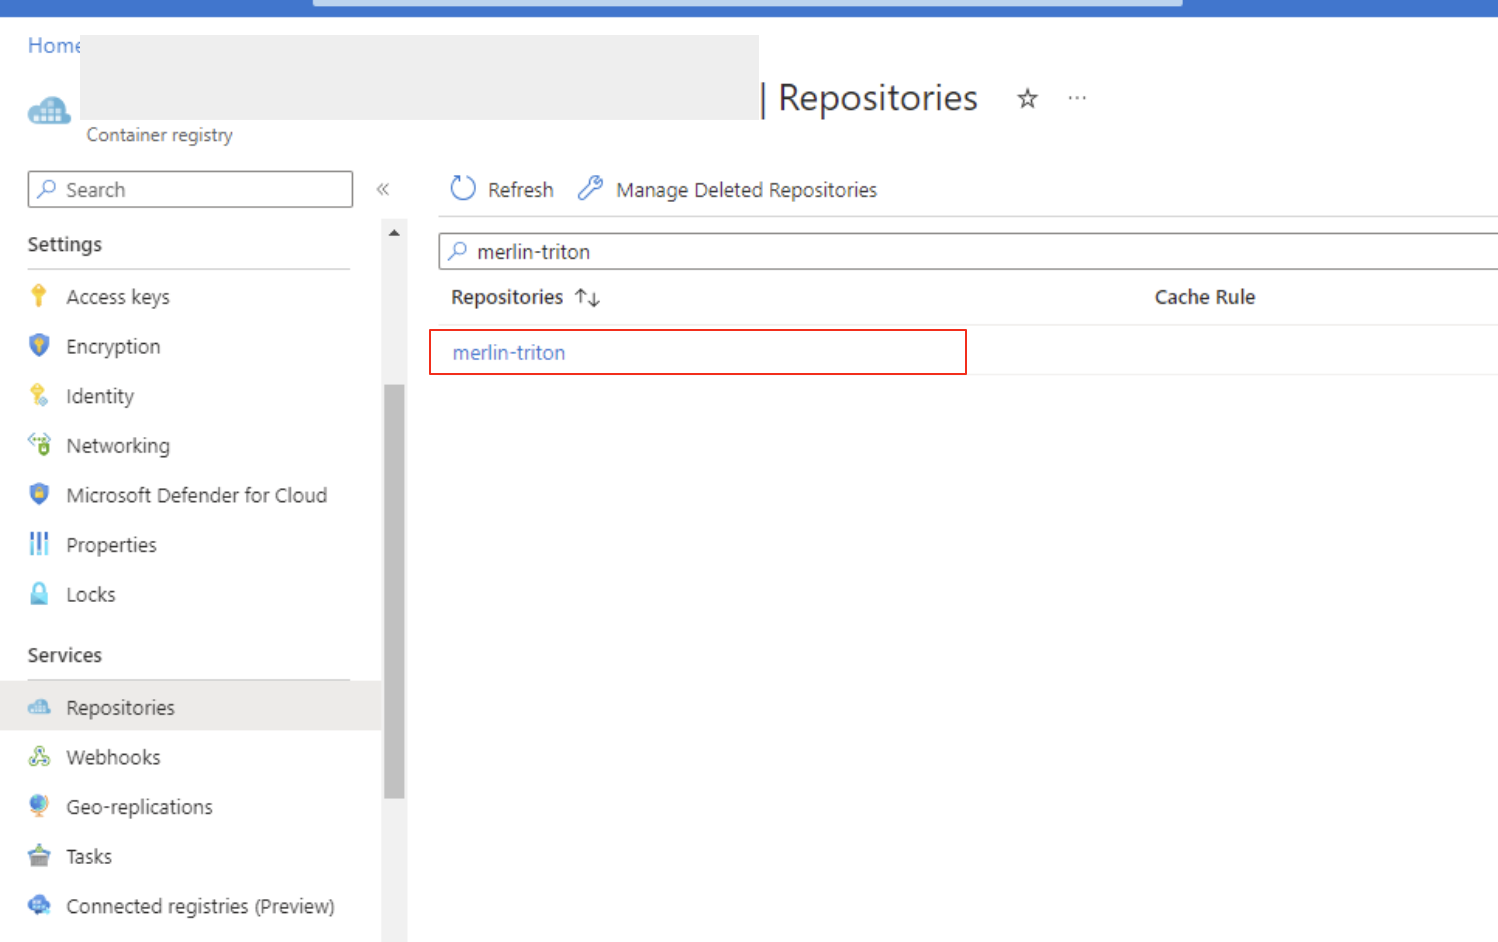 Home
| Repositories
Container registry
Search
Refresh
Manage Deleted Repositories
Settings
merlin-triton
Access keys
Repositories
Cache Rule
Encryption
merlin-triton
Identity
Networking
Microsoft Defender for Cloud
Properties
Locks
Services
Repositories
Webhooks
Geo-replications
Tasks
Connected registries (Preview)